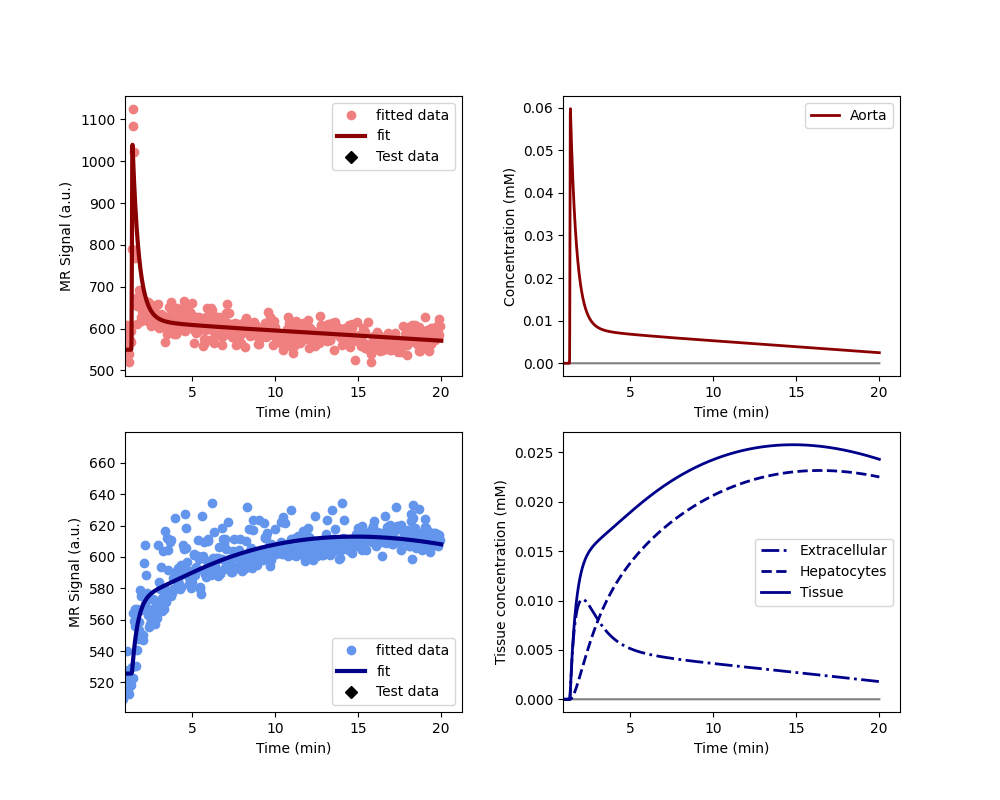 MR Signal (a.u.)
1100
1000
900
800
700
600
500
5
10
15
20
Time (min)
fitted data
fit
Test data
Concentration (mM)
0.06
0.05
0.04
0.03
0.02
0.01
0.00
5
10
15
20
Time (min)
Aorta
MR Signal (a.u.)
660
640
620
600
580
560
540
520
5
10
15
20
Time (min)
fitted data
fit
Test data
Tissue concentration (mM)
0.025
0.020
0.015
0.010
0.005
0.000
5
10
15
20
Time (min)
Extracellular
Hepatocytes
Tissue